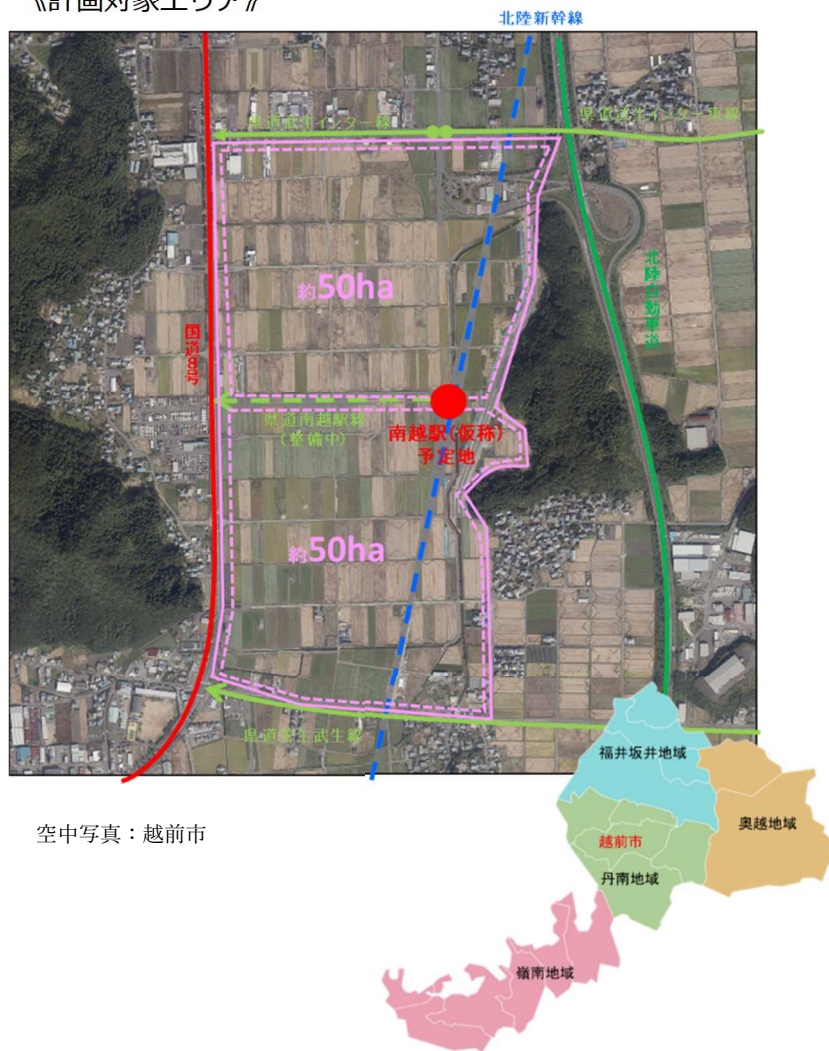 《計画対象エリア》
北陸新幹線
県道武生インター線
県道武生インター東線
約50ha
北陸自動車道
国道8号
県道南越駅線
(整備中)
南越駅(仮称)
予定地
約50ha
武生線
福井坂井地域
奥越地域
越前市
丹南地域
嶺南地域
空中写真：越前市